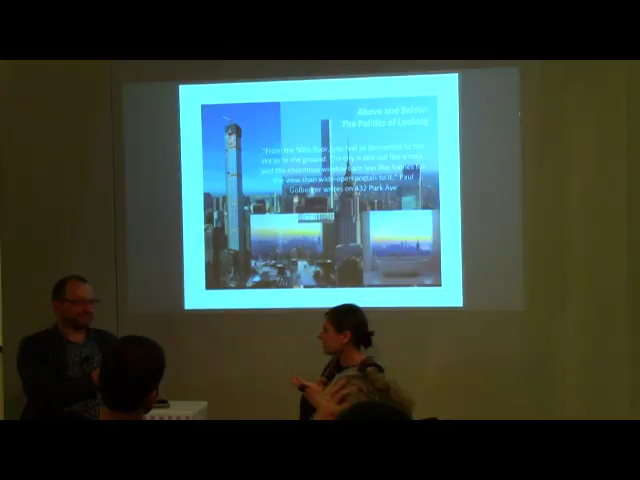 Above and Below:
The Politics of Looking
"From the 90th floor, you feel as connected to the
sky as to the ground. The city is laid out like a map,
and the enormous windows are less like frames for
the view than wide-open portals to it." Paul
Golberger writes on 432 Park Ave